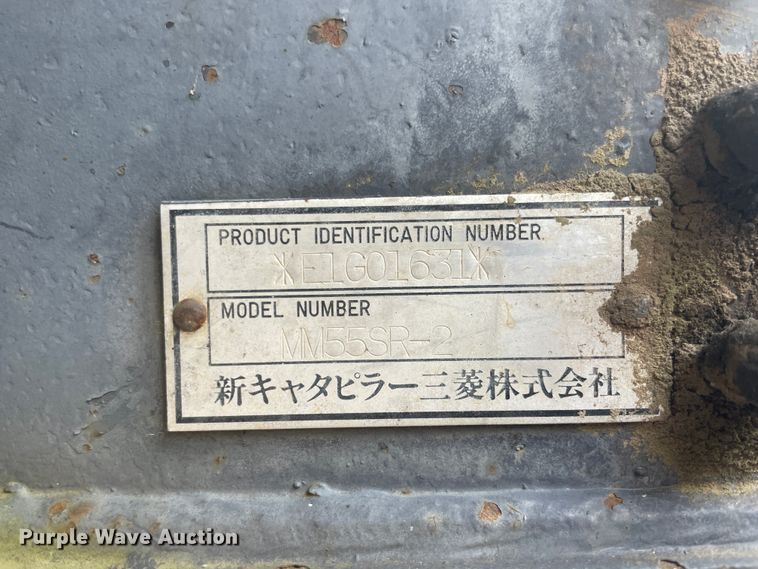 PRODUCT IDENTIFICATION NUMBER.
*E1G01631*
MODEL NUMBER
MM55SR-2
新キャタピラー三菱株式会社
Purple Wave Auction